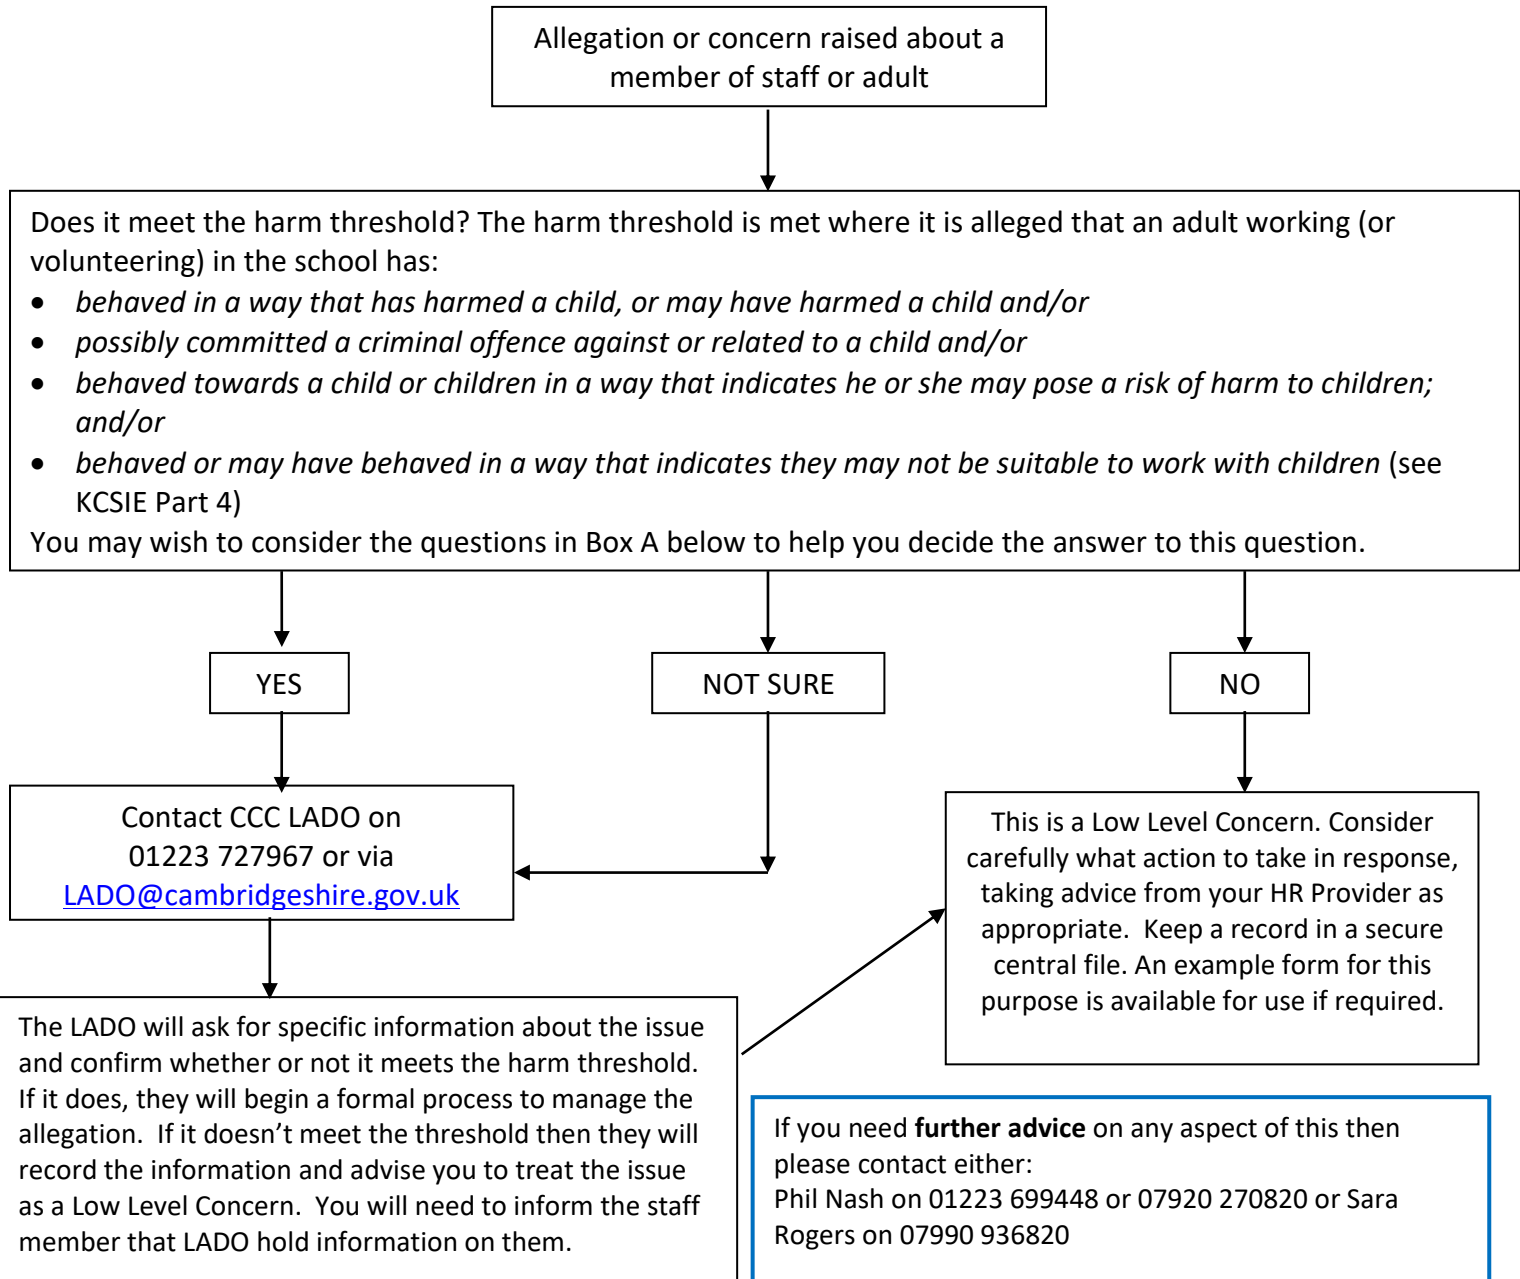 Allegation or concern raised about a
member of staff or adult
Does it meet the harm threshold? The harm threshold is met where it is alleged that an adult working (or
volunteering) in the school has:
• behaved in a way that has harmed a child, or may have harmed a child and/or
• possibly committed a criminal offence against or related to a child and/or
• behaved towards a child or children in a way that indicates he or she may pose a risk of harm to children;
and/or
• behaved or may have behaved in a way that indicates they may not be suitable to work with children (see
KCSIE Part 4)
You may wish to consider the questions in Box A below to help you decide the answer to this question.
YES
NOT SURE
NO
Contact CCC LADO on
01223 727967 or via
LADO@cambridgeshire.gov.uk
This is a Low Level Concern. Consider
carefully what action to take in response,
taking advice from your HR Provider as
appropriate.  Keep a record in a secure
central file. An example form for this
purpose is available for use if required.
The LADO will ask for specific information about the issue
and confirm whether or not it meets the harm threshold.
If it does, they will begin a formal process to manage the
allegation.  If it doesn’t meet the threshold then they will
record the information and advise you to treat the issue
as a Low Level Concern.  You will need to inform the staff
member that LADO hold information on them.
If you need further advice on any aspect of this then
please contact either:
Phil Nash on 01223 699448 or 07920 270820 or Sara
Rogers on 07990 936820